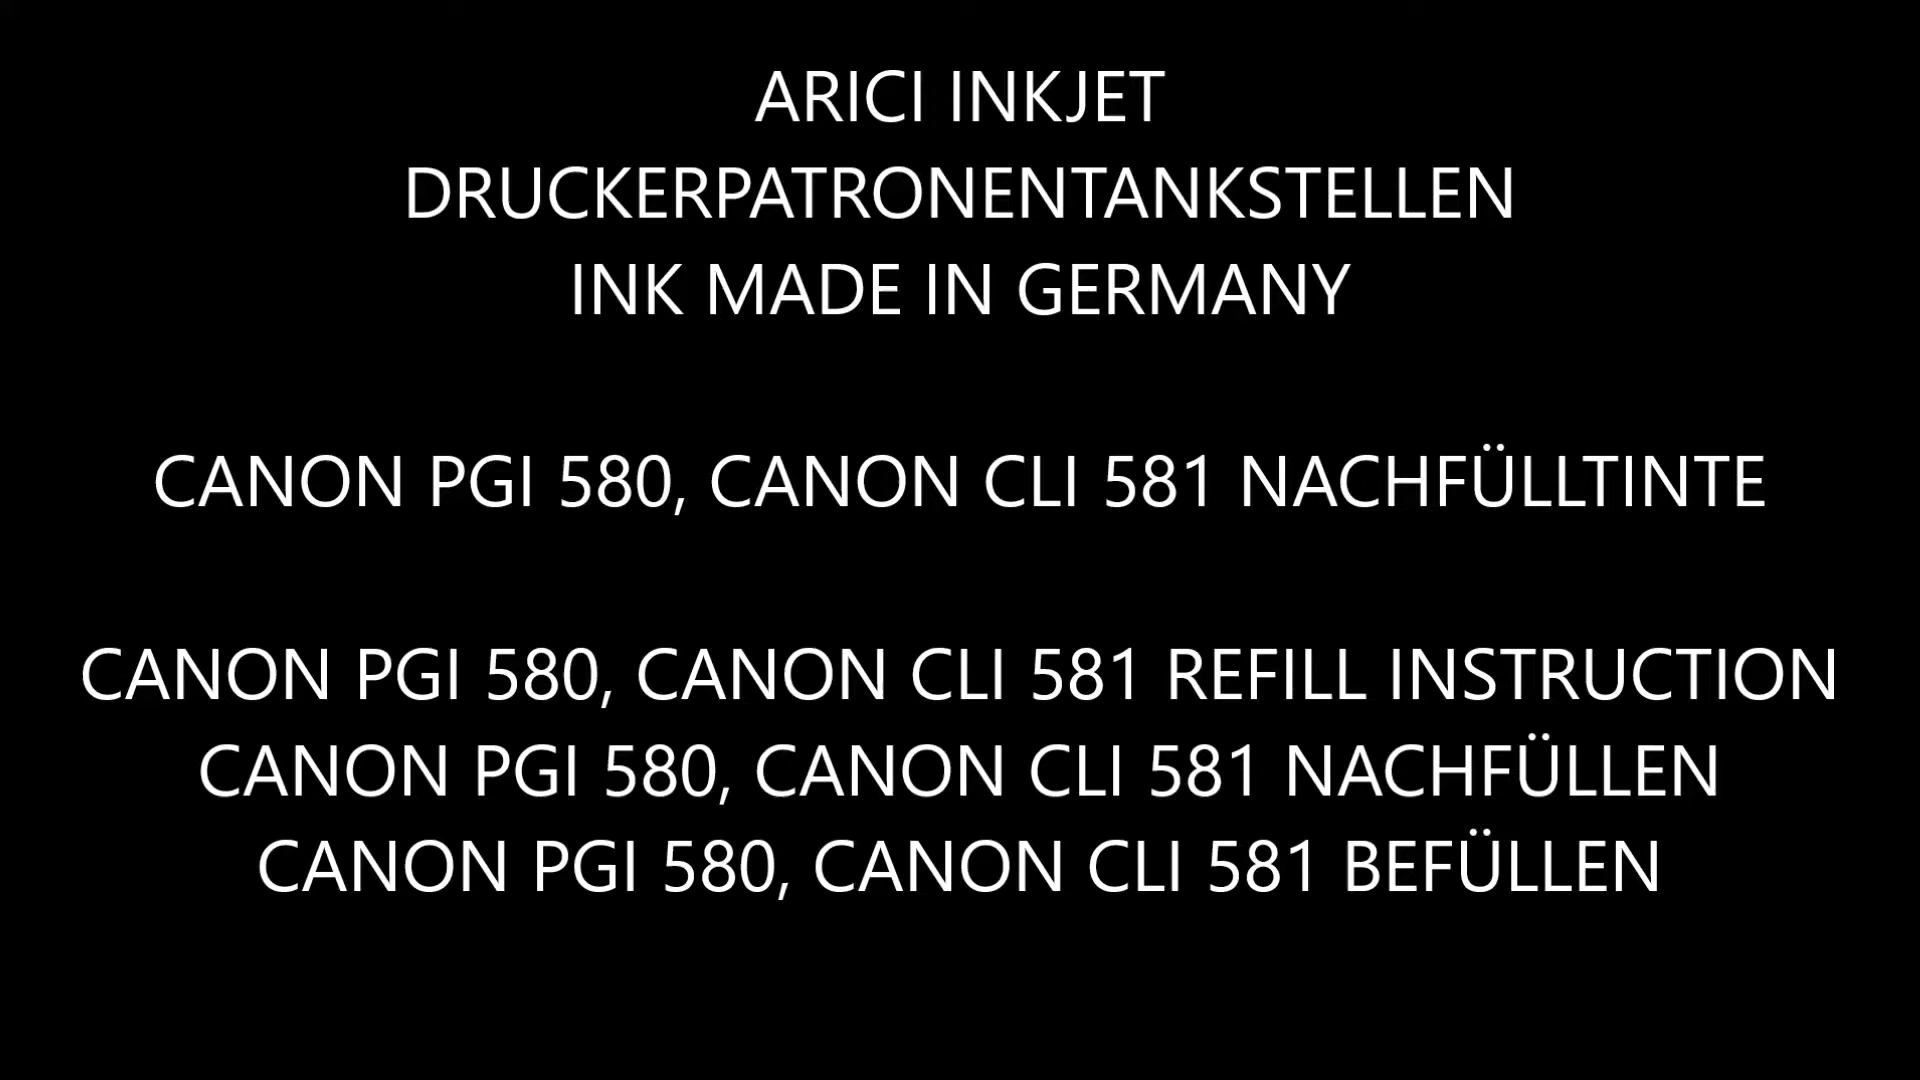 ARICI INKJET
DRUCKERPATRONENTANKSTELLEN
INK MADE IN GERMANY
CANON PGI 580, CANON CLI 581 NACHFÜLLTINTE
CANON PGI 580, CANON CLI 581 REFILL INSTRUCTION
CANON PGI 580, CANON CLI 581 NACHFÜLLEN
CANON PGI 580, CANON CLI 581 BEFÜLLEN